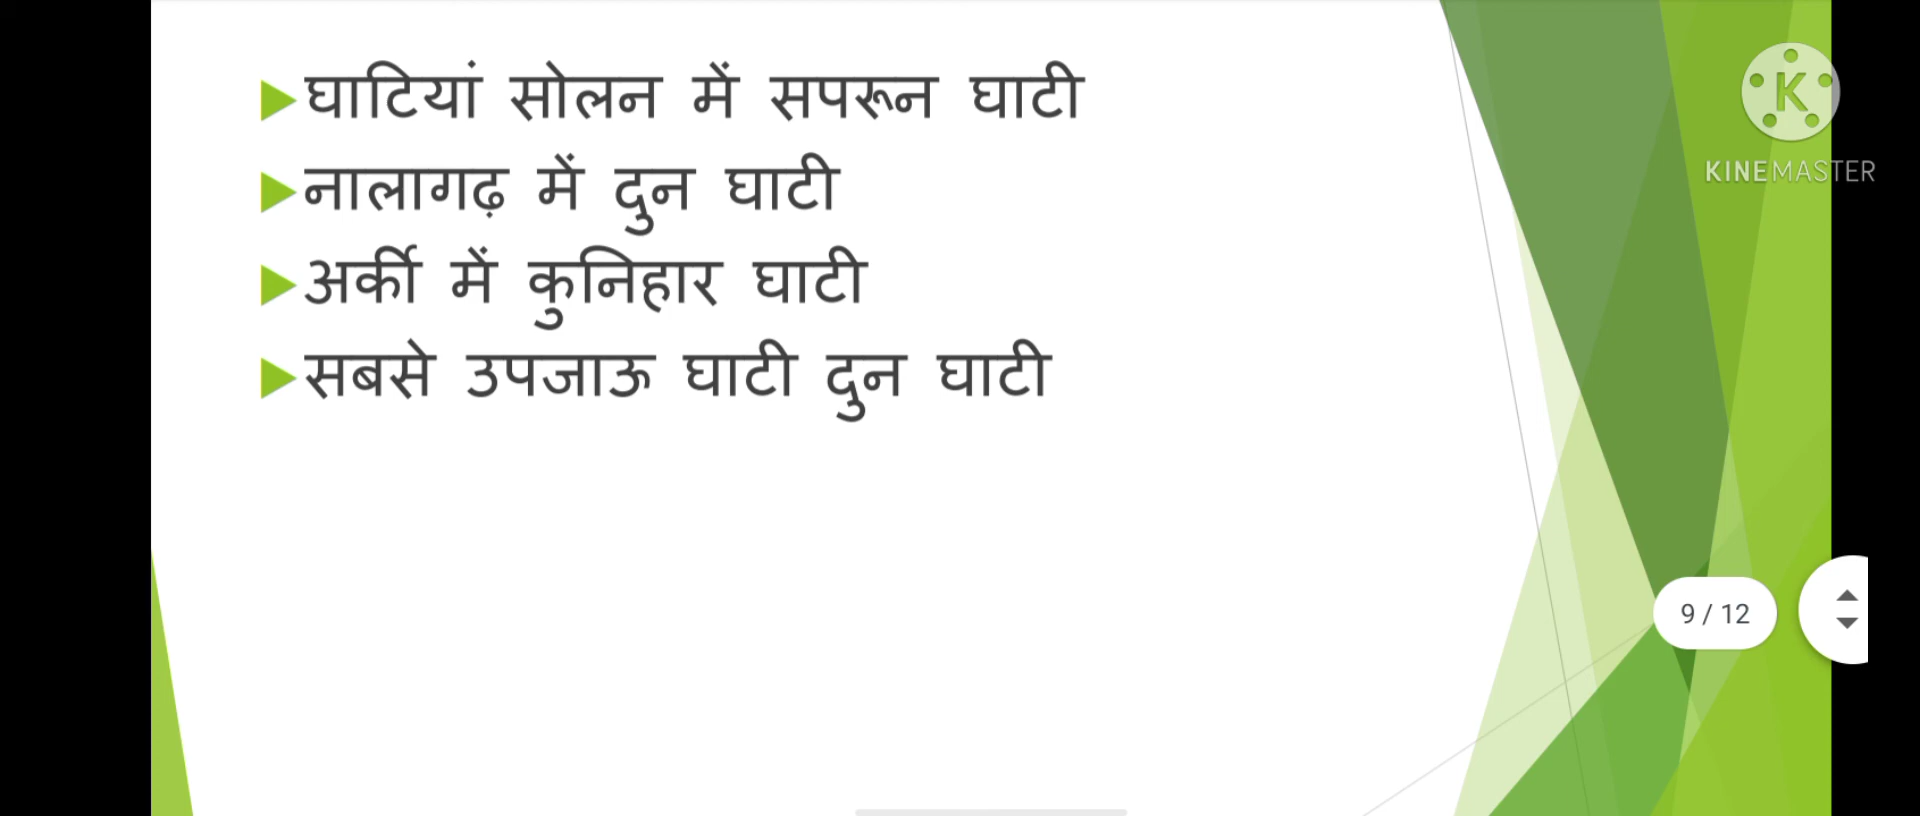 घाटियां सोलन में सपरून घाटी
नालागढ़ में दुन घाटी
अर्की में कुनिहार घाटी
सबसे उपजाऊ घाटी दुन घाटी
K
KINEMASTER
9 / 12